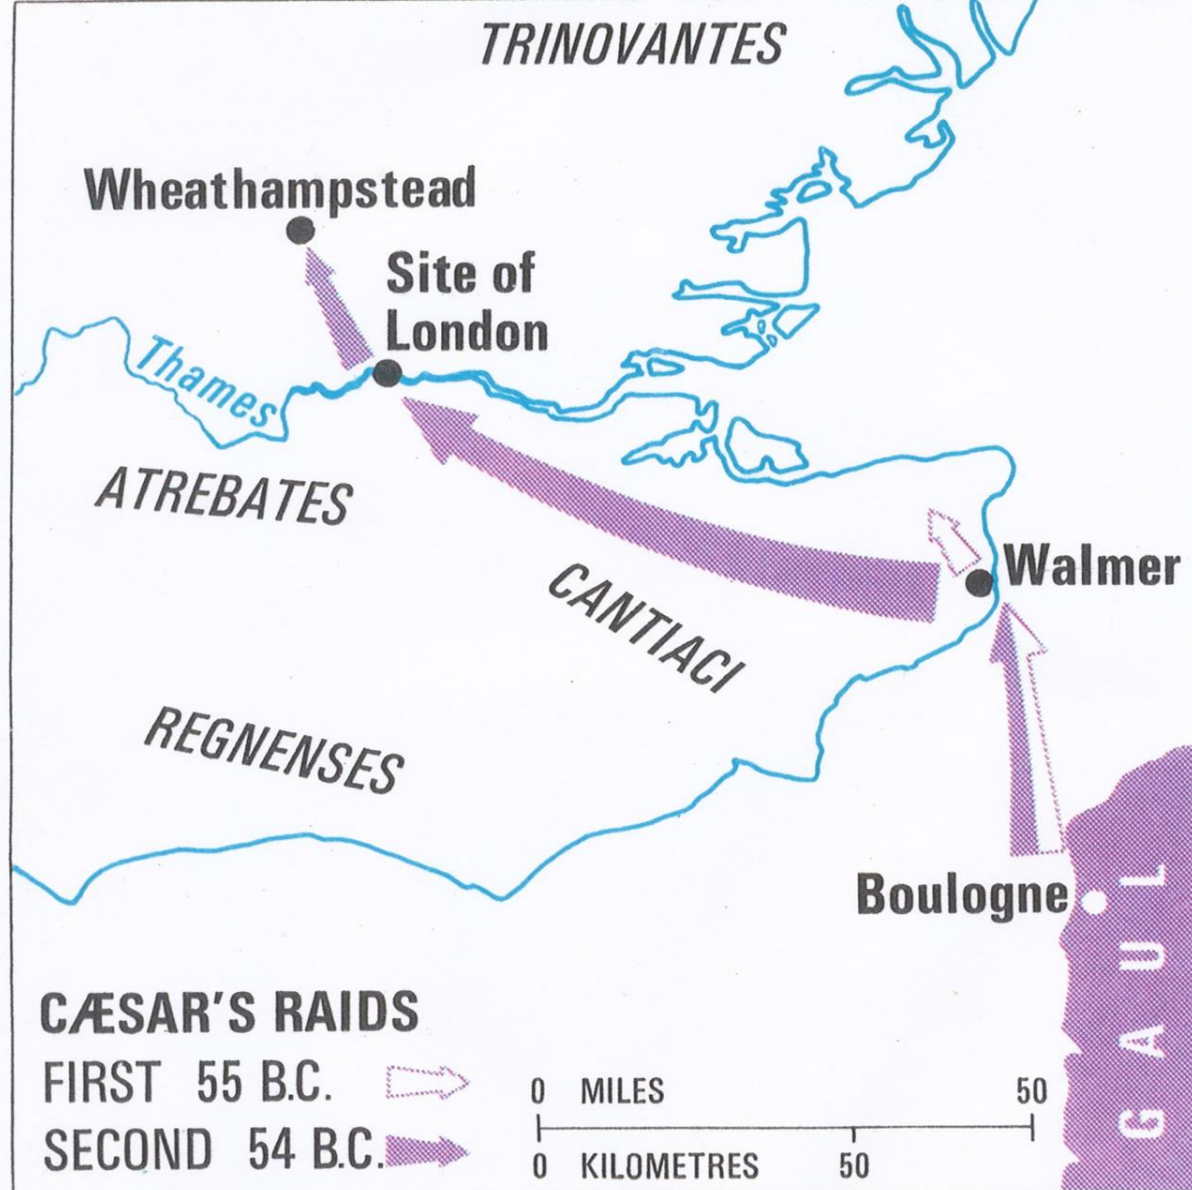 TRINOVANTES
Wheathampstead
Site of
London
Thames
ATREBATES
CANTIACI
Walmer
REGNENSES
Boulogne
GAUL
CÆSAR'S RAIDS
FIRST 55 B.C.
SECOND 54 B.C.
0 MILES 50
0 KILOMETRES 50